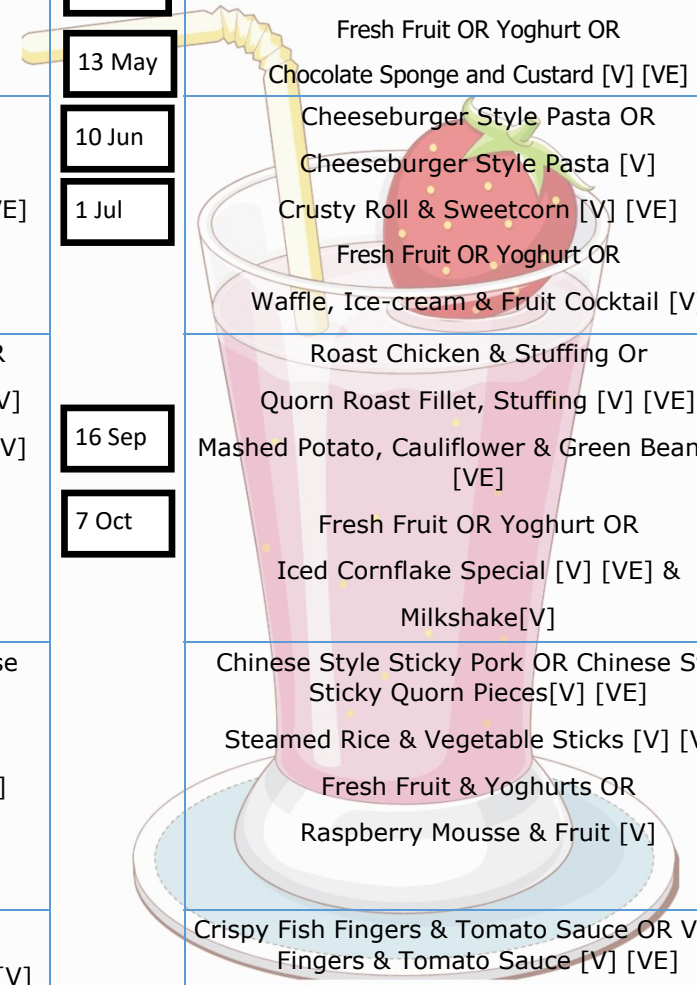 13 May
10 Jun
1 Jul
16 Sep
7 Oct
E]
V]
V]
se
]
[V]
Fresh Fruit OR Yoghurt OR
Chocolate Sponge and Custard [V] [VE]
Cheeseburger Style Pasta OR
Cheeseburger Style Pasta [V]
Crusty Roll & Sweetcorn [V] [VE]
Fresh Fruit OR Yoghurt OR
Waffle, Ice-cream & Fruit Cocktail [V
Roast Chicken & Stuffing Or
Quorn Roast Fillet, Stuffing [V] [VE]
Mashed Potato, Cauliflower & Green Bean
[VE]
Fresh Fruit OR Yoghurt OR
Iced Cornflake Special [V] [VE] &
Milkshake[V]
Chinese Style Sticky Pork OR Chinese S
Sticky Quorn Pieces[V] [VE]
Steamed Rice & Vegetable Sticks [V] [V
Fresh Fruit & Yoghurts OR
Raspberry Mousse & Fruit [V]
Crispy Fish Fingers & Tomato Sauce OR V
Fingers & Tomato Sauce [V] [VE]